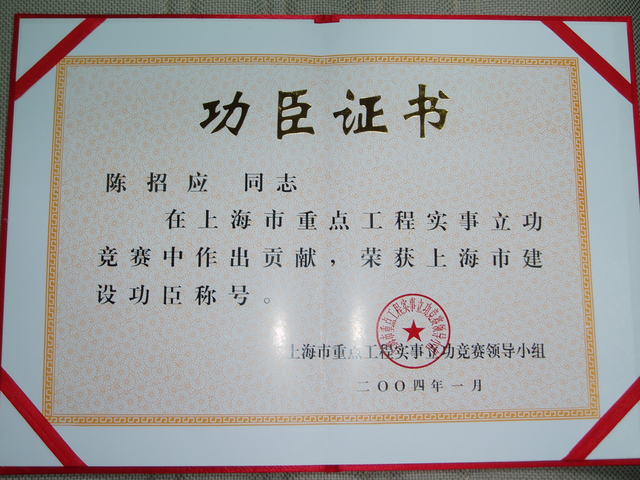 功臣证书
陈招应 同志
在上海市重点工程实事立功
竞赛中作出贡献，荣获上海市建
设功臣称号。
上海市重点工程实事立功竞赛领导小组
二〇〇四年一月